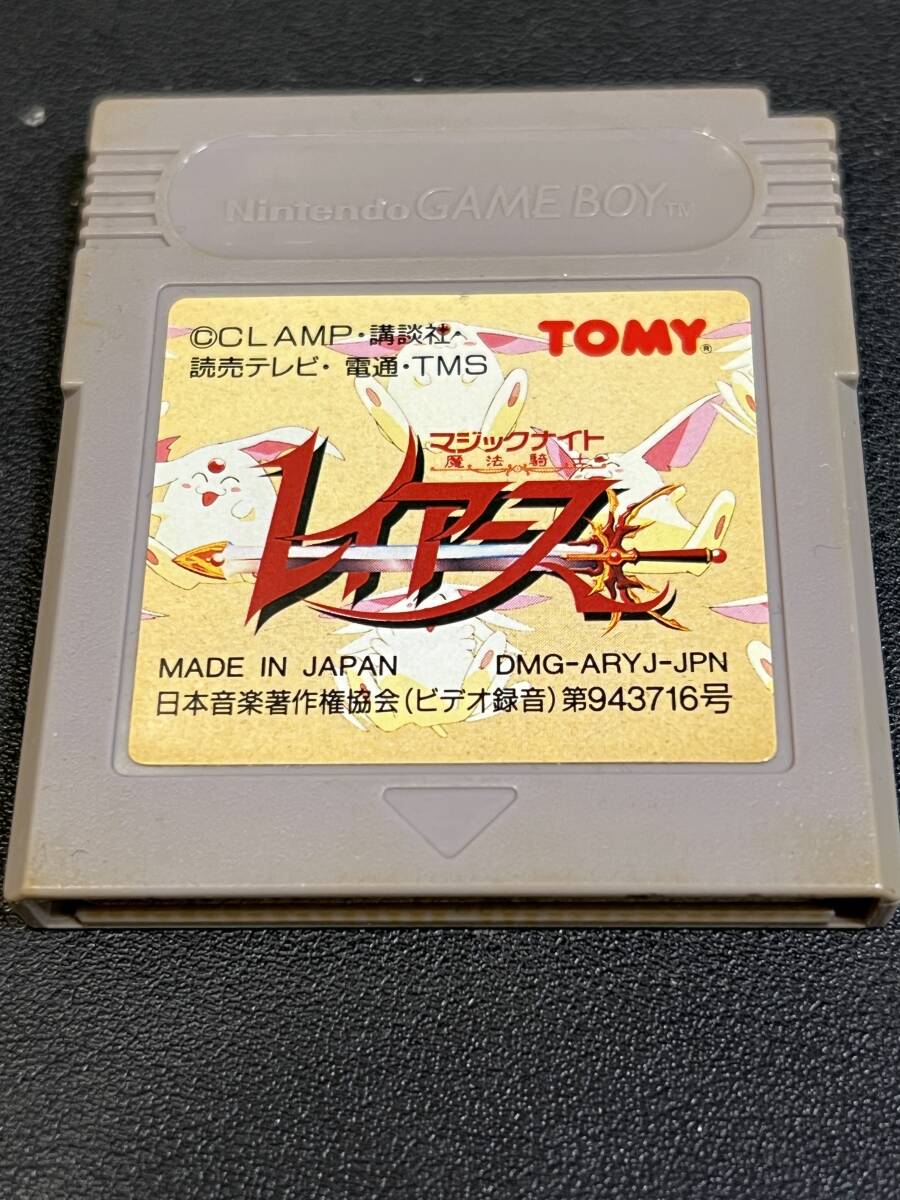 Nintendo GAME BOY™
©CLAMP・講談社・
TOMY®
読売テレビ・電通・TMS
マジックナイト
魔法騎士
レイアース
MADE IN JAPAN
DMG-ARYJ-JPN
日本音楽著作権協会(ビデオ録音)第943716号